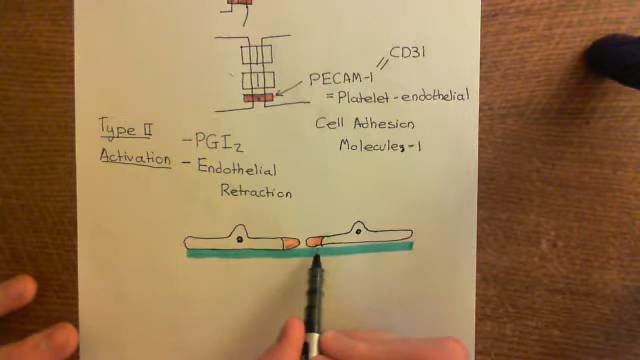 CD31
PECAM-1
= Platelet-endothelial
Cell Adhesion
Molecules-1
Type II
Activation
- PGI2
- Endothelial
Retraction